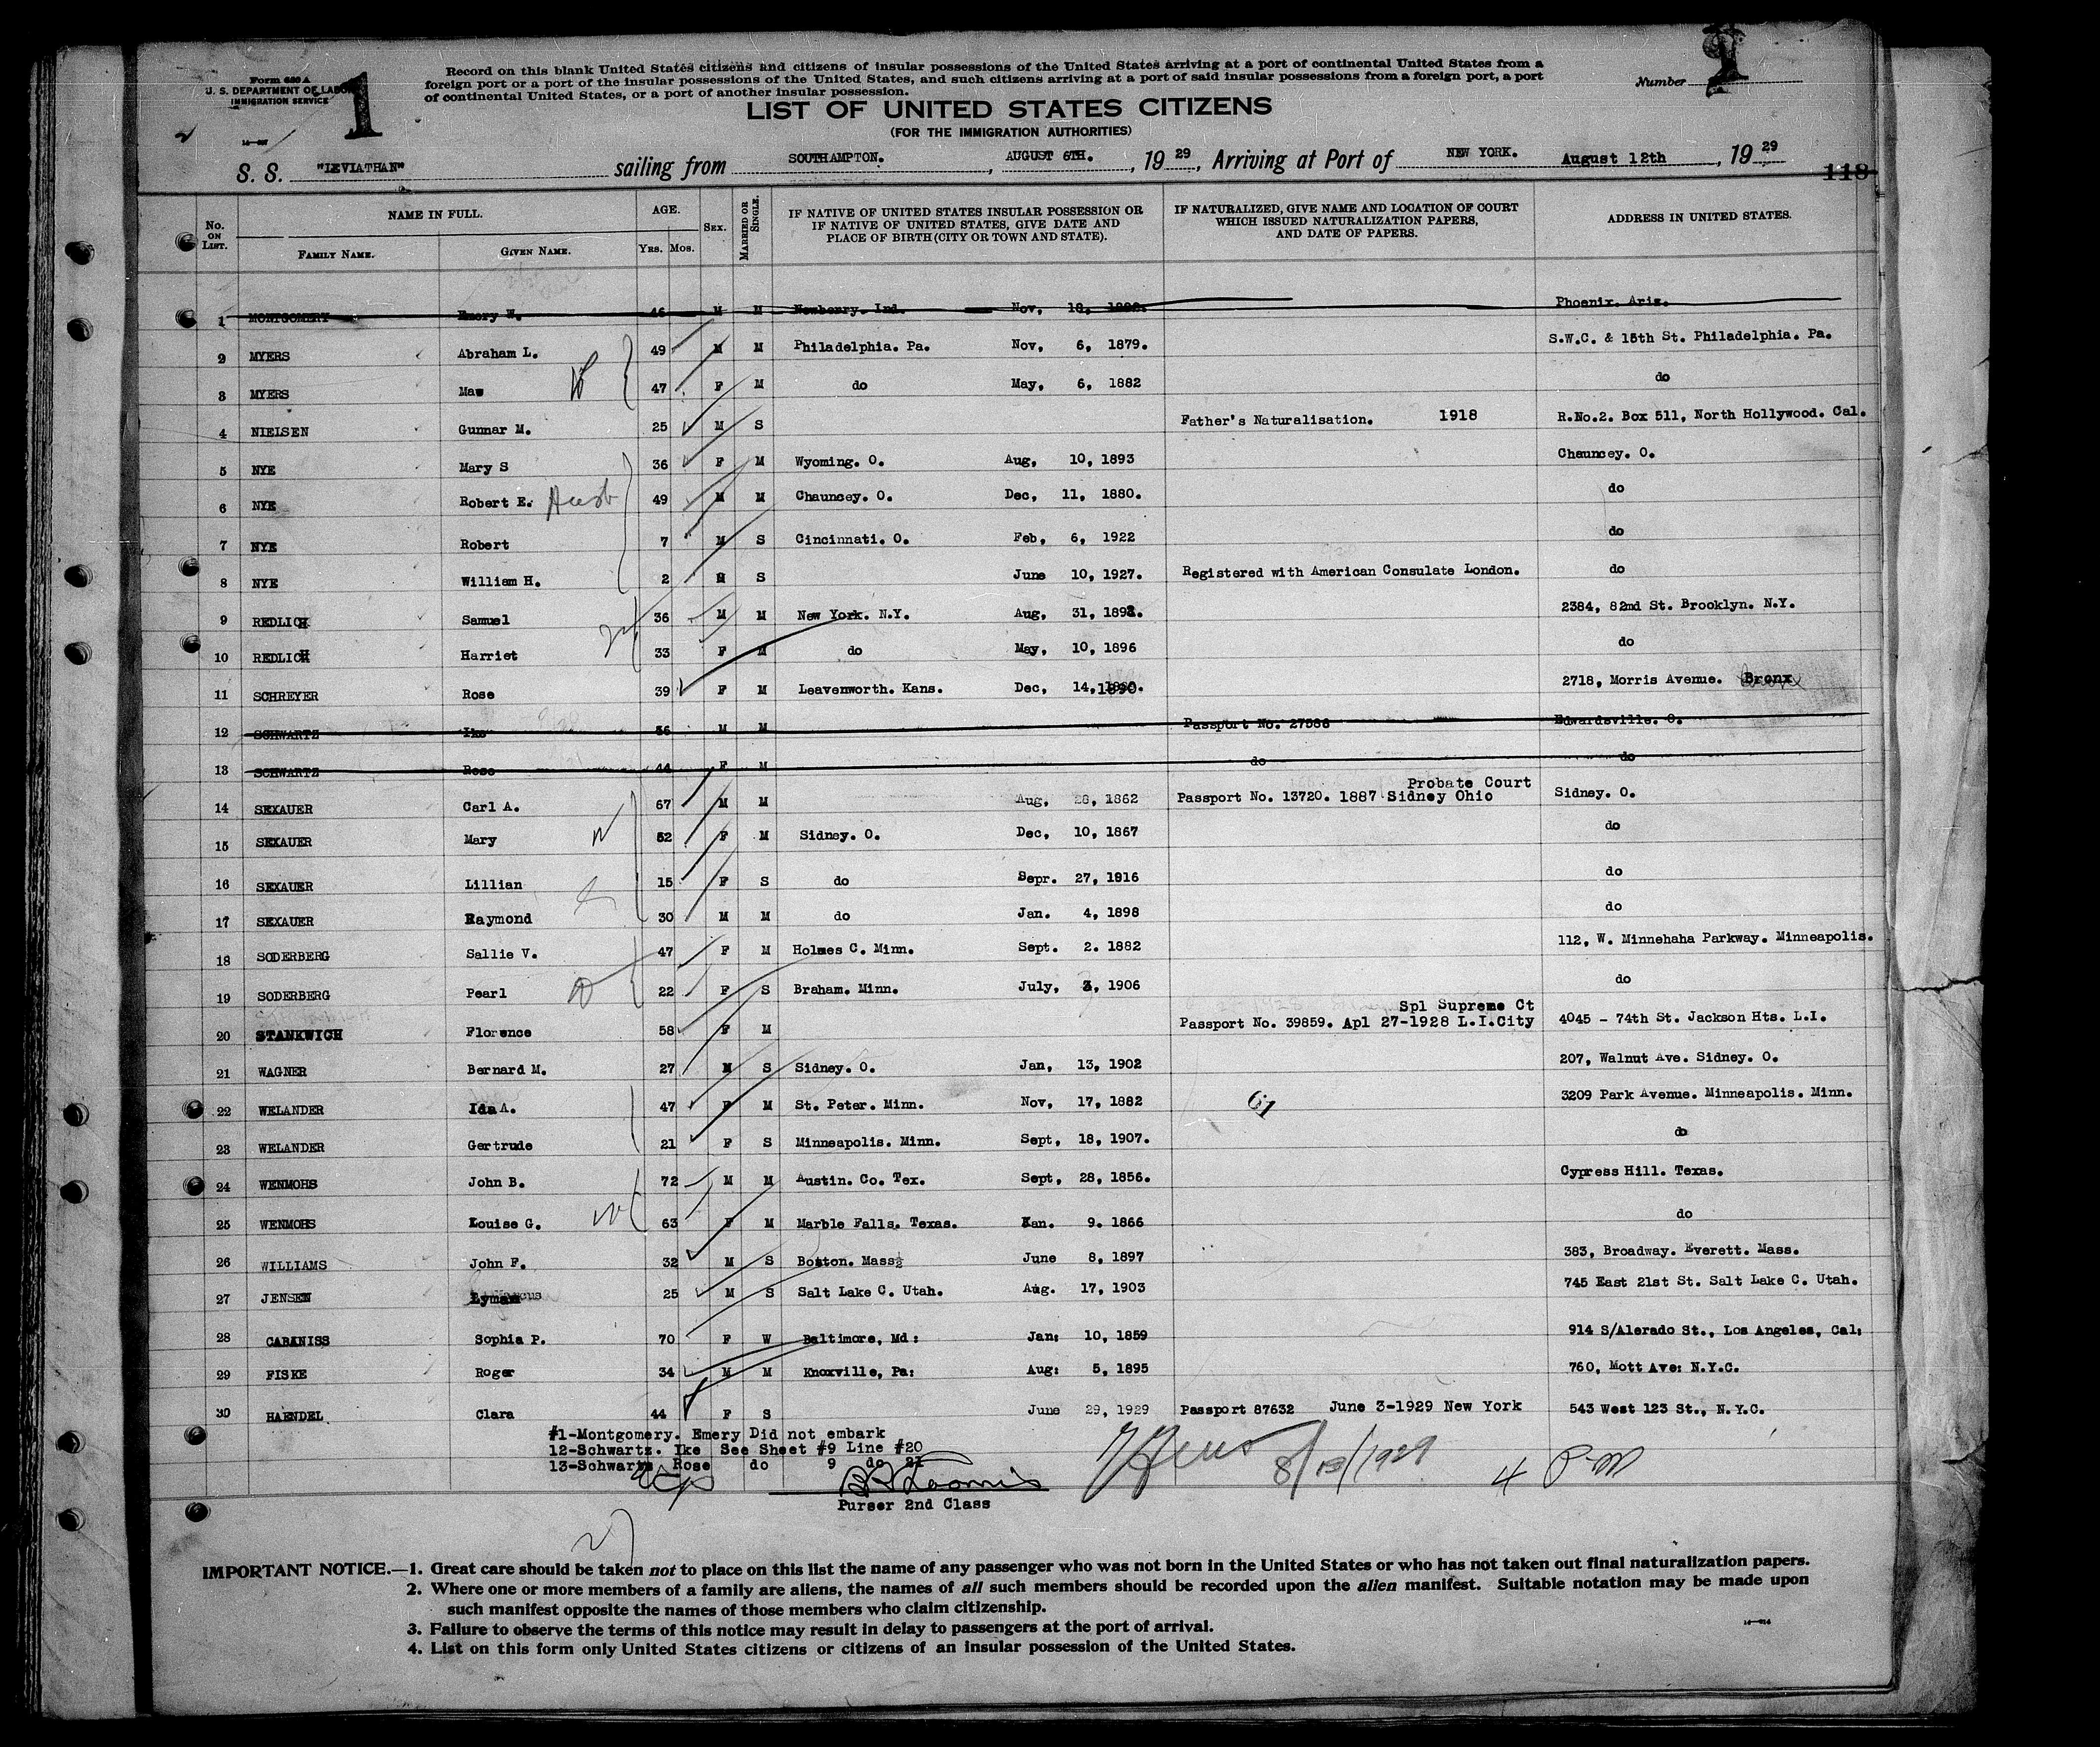 Form 630 A
U. S. DEPARTMENT OF LABOR
IMMIGRATION SERVICE
1
Record on this blank United States citizens and citizens of insular possessions of the United States arriving at a port of continental United States from a
foreign port or a port of the insular possessions of the United States, and such citizens arriving at a port of said insular possessions from a foreign port, a port
of continental United States, or a port of another insular possession.
Number 1
LIST OF UNITED STATES CITIZENS
(FOR THE IMMIGRATION AUTHORITIES)
2
S. S. "LEVIATHAN" sailing from SOUTHAMPTON. , AUGUST 6TH. , 19 29 , Arriving at Port of NEW YORK. August 12th , 19 29
118
No. ON LIST. NAME IN FULL. FAMILY NAME. GIVEN NAME. AGE. YRS. MOS. SEX. MARRIED OR SINGLE. IF NATIVE OF UNITED STATES INSULAR POSSESSION OR IF NATIVE OF UNITED STATES, GIVE DATE AND PLACE OF BIRTH (CITY OR TOWN AND STATE). IF NATURALIZED, GIVE NAME AND LOCATION OF COURT WHICH ISSUED NATURALIZATION PAPERS, AND DATE OF PAPERS. ADDRESS IN UNITED STATES.
1 MONTGOMERY Emery W. 46 M M Newberry. Ind. Nov, 18, Phoenix. Ariz.
2 MYERS Abraham L. 49 M M Philadelphia. Pa. Nov, 6, 1879. S.W.C. & 15th St. Philadelphia. Pa.
3 MYERS Mae W 47 F M do May, 6, 1882 do
4 NIELSEN Gunnar M. 25 M S Father's Naturalisation. 1918 R.No.2. Box 511, North Hollywood. Cal.
5 NYE Mary S 36 F M Wyoming. O. Aug, 10, 1893 Chauncey. O.
6 NYE Robert E. Husb 49 M M Chauncey. O. Dec, 11, 1880. do
7 NYE Robert 7 M S Cincinnati. O. Feb, 6, 1922 do
8 NYE William H. 2 M S June 10, 1927. Registered with American Consulate London. do
9 REDLICH Samuel 36 M M New York. N.Y. Aug, 31, 1892. 2384, 82nd St. Brooklyn. N.Y.
10 REDLICH Harriet 33 F M do May, 10, 1896 do
11 SCHREYER Rose 39 F M Leavenworth. Kans. Dec, 14, 1890. 2718, Morris Avenue. Bronx
12 SCHWARTZ Ike 56 M M Passport No. 27586 Edwardsville. O.
13 SCHWARTZ Rose 44 F M do do
14 SEXAUER Carl A. 67 M M Aug, 28, 1862 Passport No. 13720. 1887 Probate Court Sidney Ohio Sidney. O.
15 SEXAUER Mary W 52 F M Sidney. O. Dec, 10, 1867 do
16 SEXAUER Lillian 15 F S do Sepr. 27, 1916 do
17 SEXAUER Raymond 30 M M do Jan. 4, 1898 do
18 SODERBERG Sallie V. 47 F M Holmes C. Minn. Sept. 2. 1882 112, W. Minnehaha Parkway. Minneapolis.
19 SODERBERG Pearl D 22 F S Braham. Minn. July, 3, 1906 do
20 STANKWICH Florence 58 F M Passport No. 39859. Apl 27-1928 Spl Supreme Ct L.I.City 4045 - 74th St. Jackson Hts. L.I.
21 WAGNER Bernard M. 27 M S Sidney. O. Jan, 13, 1902 207, Walnut Ave. Sidney. O.
22 WELANDER Ida A. 47 F M St. Peter. Minn. Nov, 17, 1882 61 3209 Park Avenue. Minneapolis. Minn.
23 WELANDER Gertrude 21 F S Minneapolis. Minn. Sept, 18, 1907. do
24 WENMOHS John B. 72 M M Austin. Co. Tex. Sept, 28, 1856. Cypress Hill. Texas.
25 WENMOHS Louise G. W 63 F M Marble Falls. Texas. Jan. 9. 1866 do
26 WILLIAMS John F. 32 M S Boston. Mass. June 8, 1897 383, Broadway. Everett. Mass.
27 JENSEN 25 M S Salt Lake C. Utah. Aug. 17, 1903 745 East 21st St. Salt Lake C. Utah.
28 CABANISS Sophia P. 70 F W Baltimore, Md: Jan: 10, 1859 914 S/Alerado St., Los Angeles, Cal:
29 FISKE Roger 34 M M Knoxville, Pa: Aug: 5, 1895 760, Mott Ave: N.Y.C.
30 HAENDEL Clara 44 F S June 29, 1929 Passport 87632 June 3-1929 New York 543 West 123 St., N.Y.C.
#1-Montgomery. Emery Did not embark
12-Schwartz. Ike See Sheet #9 Line #20
13-Schwartz Rose do 9 do 21
8/13/1929 4 P-M
Loomis
Purser 2nd Class
IMPORTANT NOTICE.—1. Great care should be taken not to place on this list the name of any passenger who was not born in the United States or who has not taken out final naturalization papers.
2. Where one or more members of a family are aliens, the names of all such members should be recorded upon the alien manifest. Suitable notation may be made upon
such manifest opposite the names of those members who claim citizenship.
3. Failure to observe the terms of this notice may result in delay to passengers at the port of arrival.
4. List on this form only United States citizens or citizens of an insular possession of the United States.